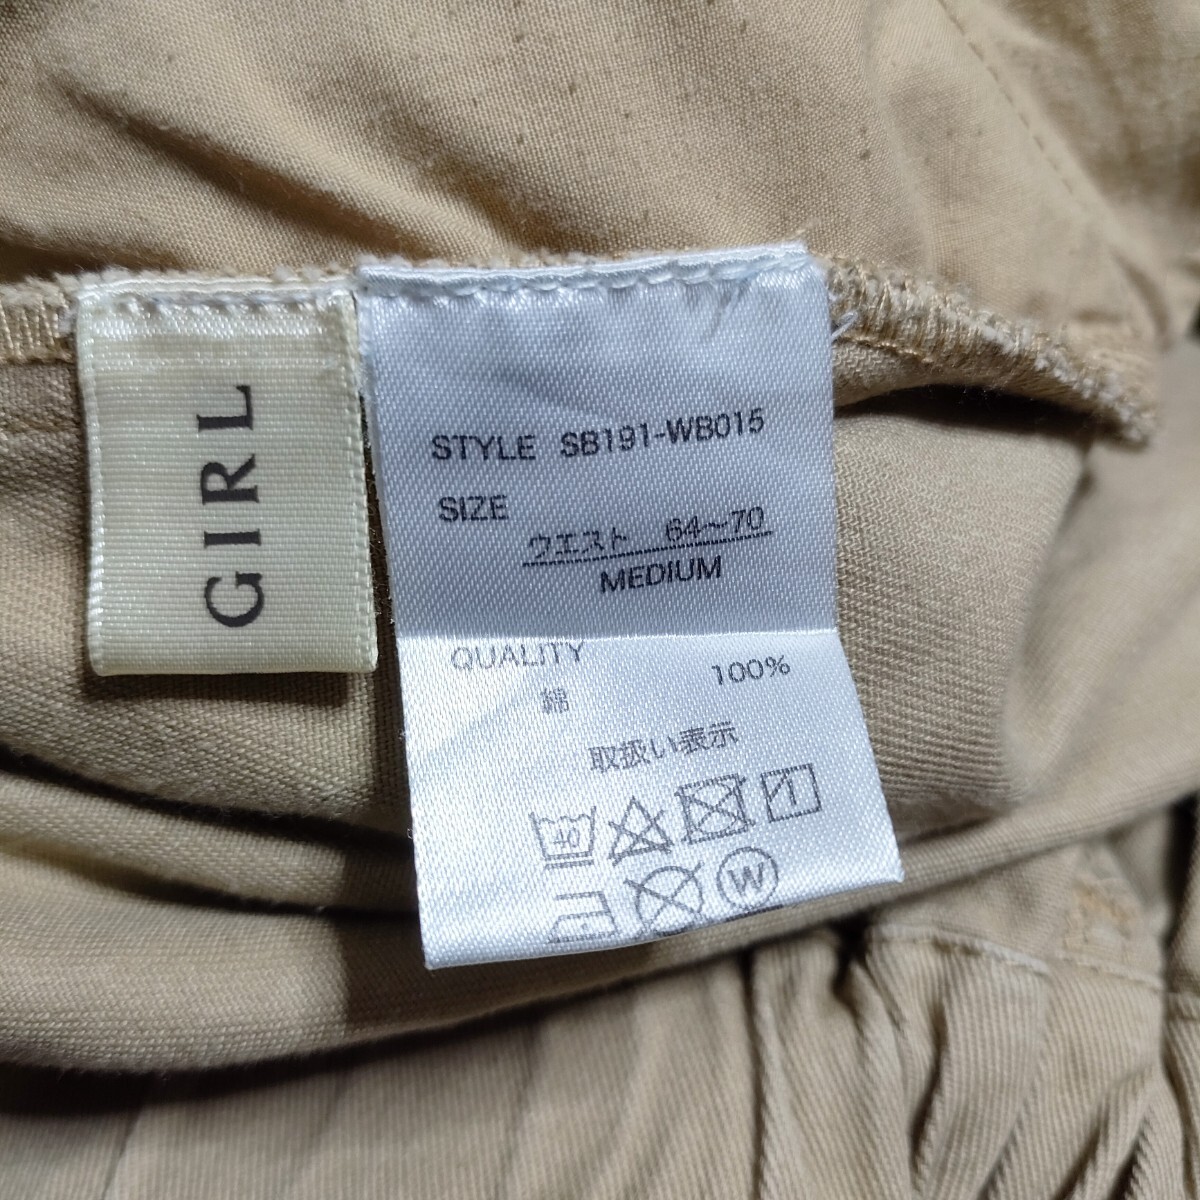 GIRL
STYLE SB191-WB015
SIZE
ウエスト 64~70
MEDIUM
QUALITY
綿 100%
取扱い表示
40
W